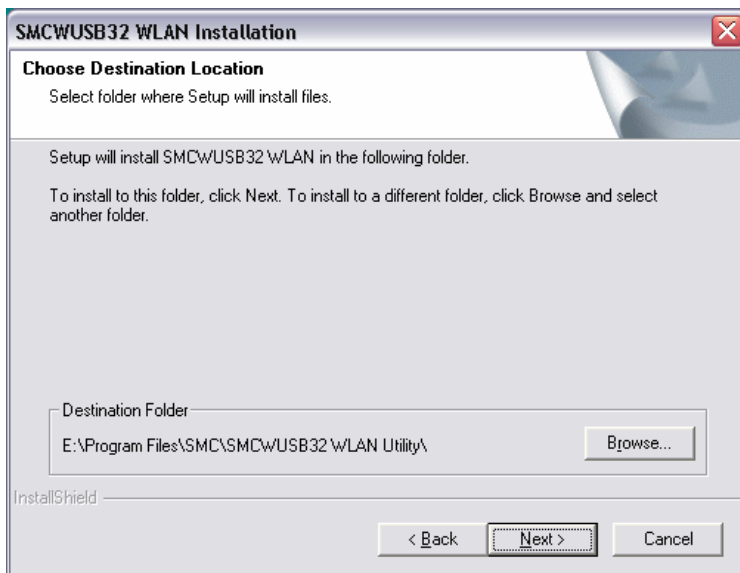 SMCWUSB32 WLAN Installation
Choose Destination Location
Select folder where Setup will install files.
Setup will install SMCWUSB32 WLAN in the following folder.
To install to this folder, click Next. To install to a different folder, click Browse and select
another folder.
Destination Folder
E:\Program Files\SMC\SMCWUSB32 WLAN Utility\
Browse...
InstallShield
< Back
Next >
Cancel